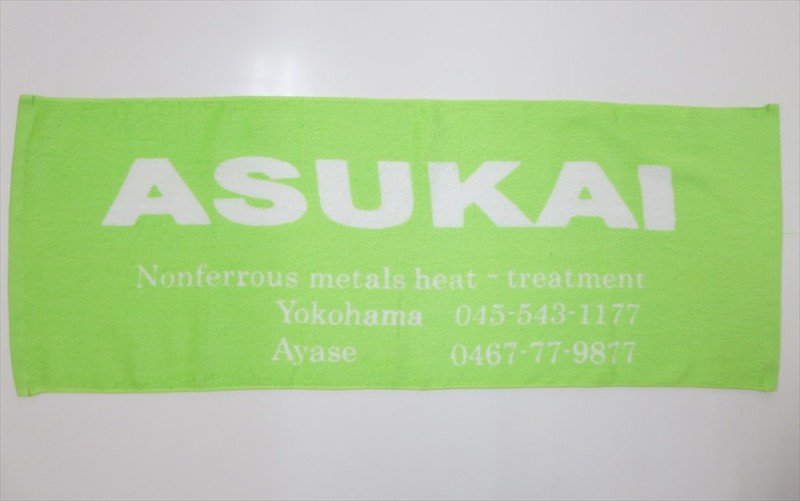 ASUKAI
Nonferrous metals heat - treatment
Yokohama 045-543-1177
Ayase 0467-77-9877